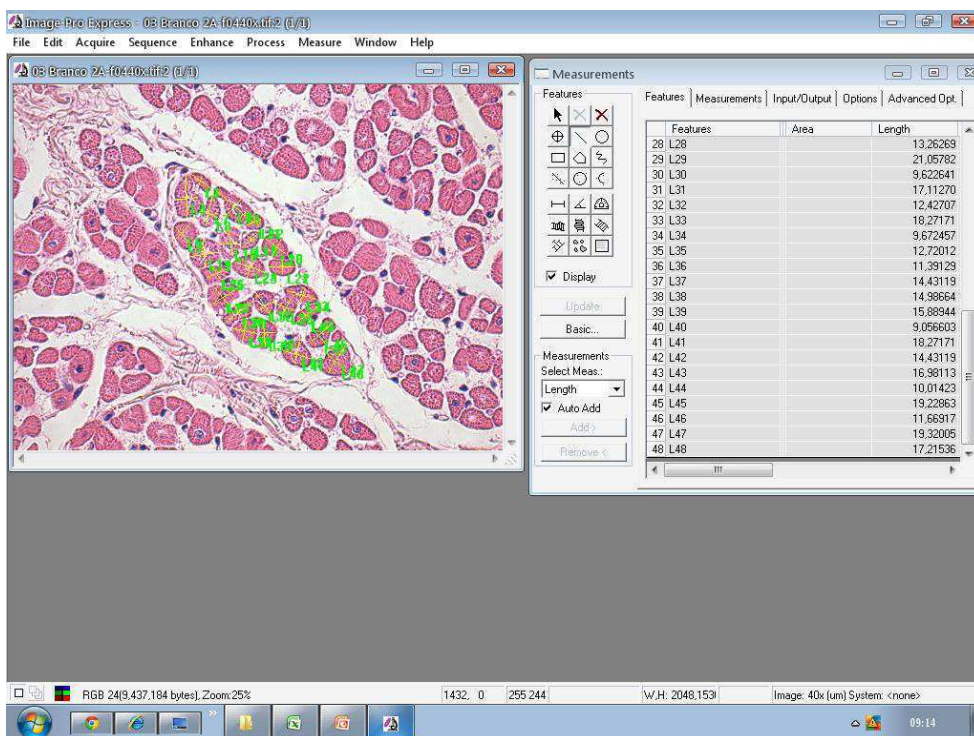 Image-Pro Express - 03 Branco 2A-f0440x.tif:2 (1/1)
File Edit Acquire Sequence Enhance Process Measure Window Help
03 Branco 2A-f0440x.tif:2 (1/1)
Measurements
Features
Display
Update
Basic...
Measurements
Select Meas.:
Length
Auto Add
Add >
Remove <
Features Measurements Input/Output Options Advanced Opt.
Features Area Length
28 L28 13,26269
29 L29 21,05782
30 L30 9,622641
31 L31 17,11270
32 L32 12,42707
33 L33 18,27171
34 L34 9,672457
35 L35 12,72012
36 L36 11,39129
37 L37 14,43119
38 L38 14,98664
39 L39 15,88944
40 L40 9,056603
41 L41 18,27171
42 L42 14,43119
43 L43 16,98113
44 L44 10,01423
45 L45 19,22863
46 L46 11,66917
47 L47 19,32005
48 L48 17,21536
RGB 24(9,437,184 bytes), Zoom:25%
1432, 0
255 244
W,H: 2048,153
Image: 40x (um) System: <none>
09:14